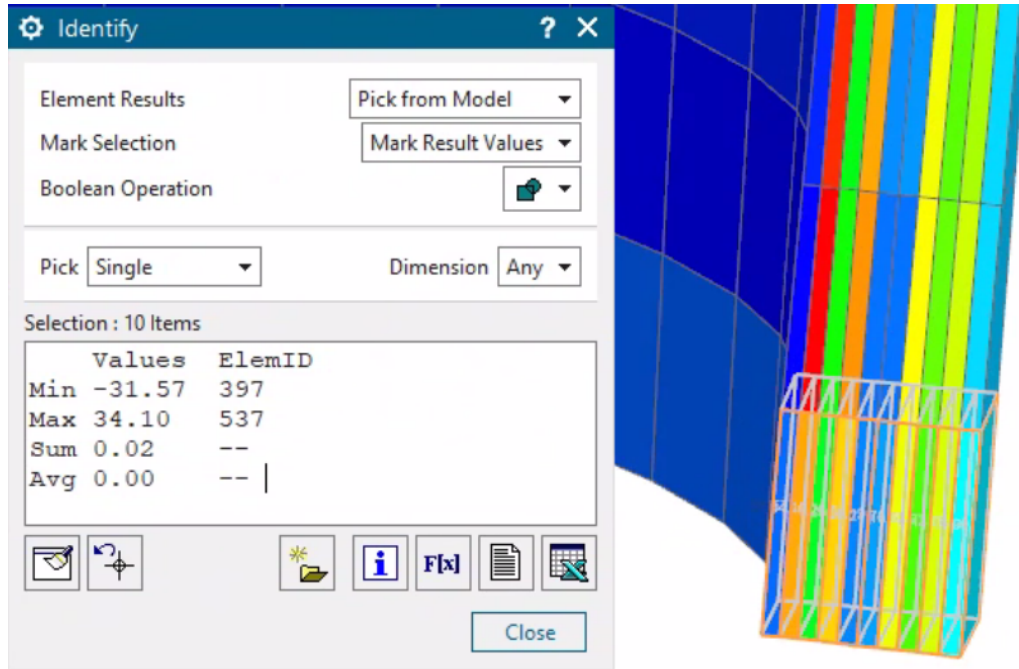 Identify ? ×
Element Results Pick from Model
Mark Selection Mark Result Values
Boolean Operation
Pick Single Dimension Any
Selection : 10 Items
Values ElemID
Min -31.57 397
Max 34.10 537
Sum 0.02 --
Avg 0.00 --
i F[x]
Close